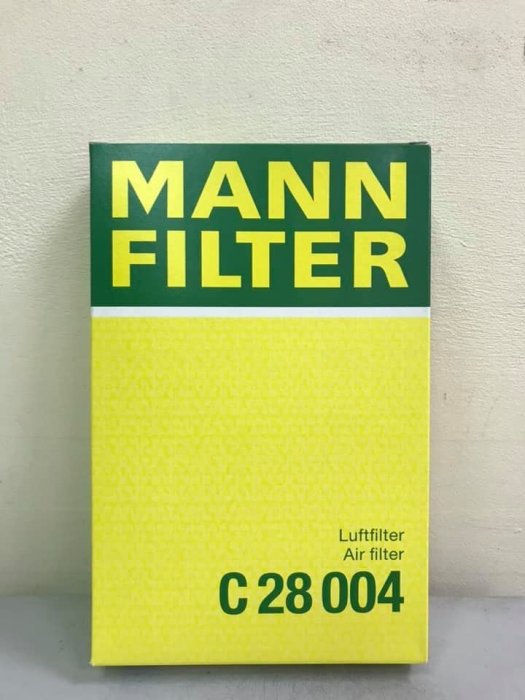 MANN
FILTER
Luftfilter
Air filter
C 28 004